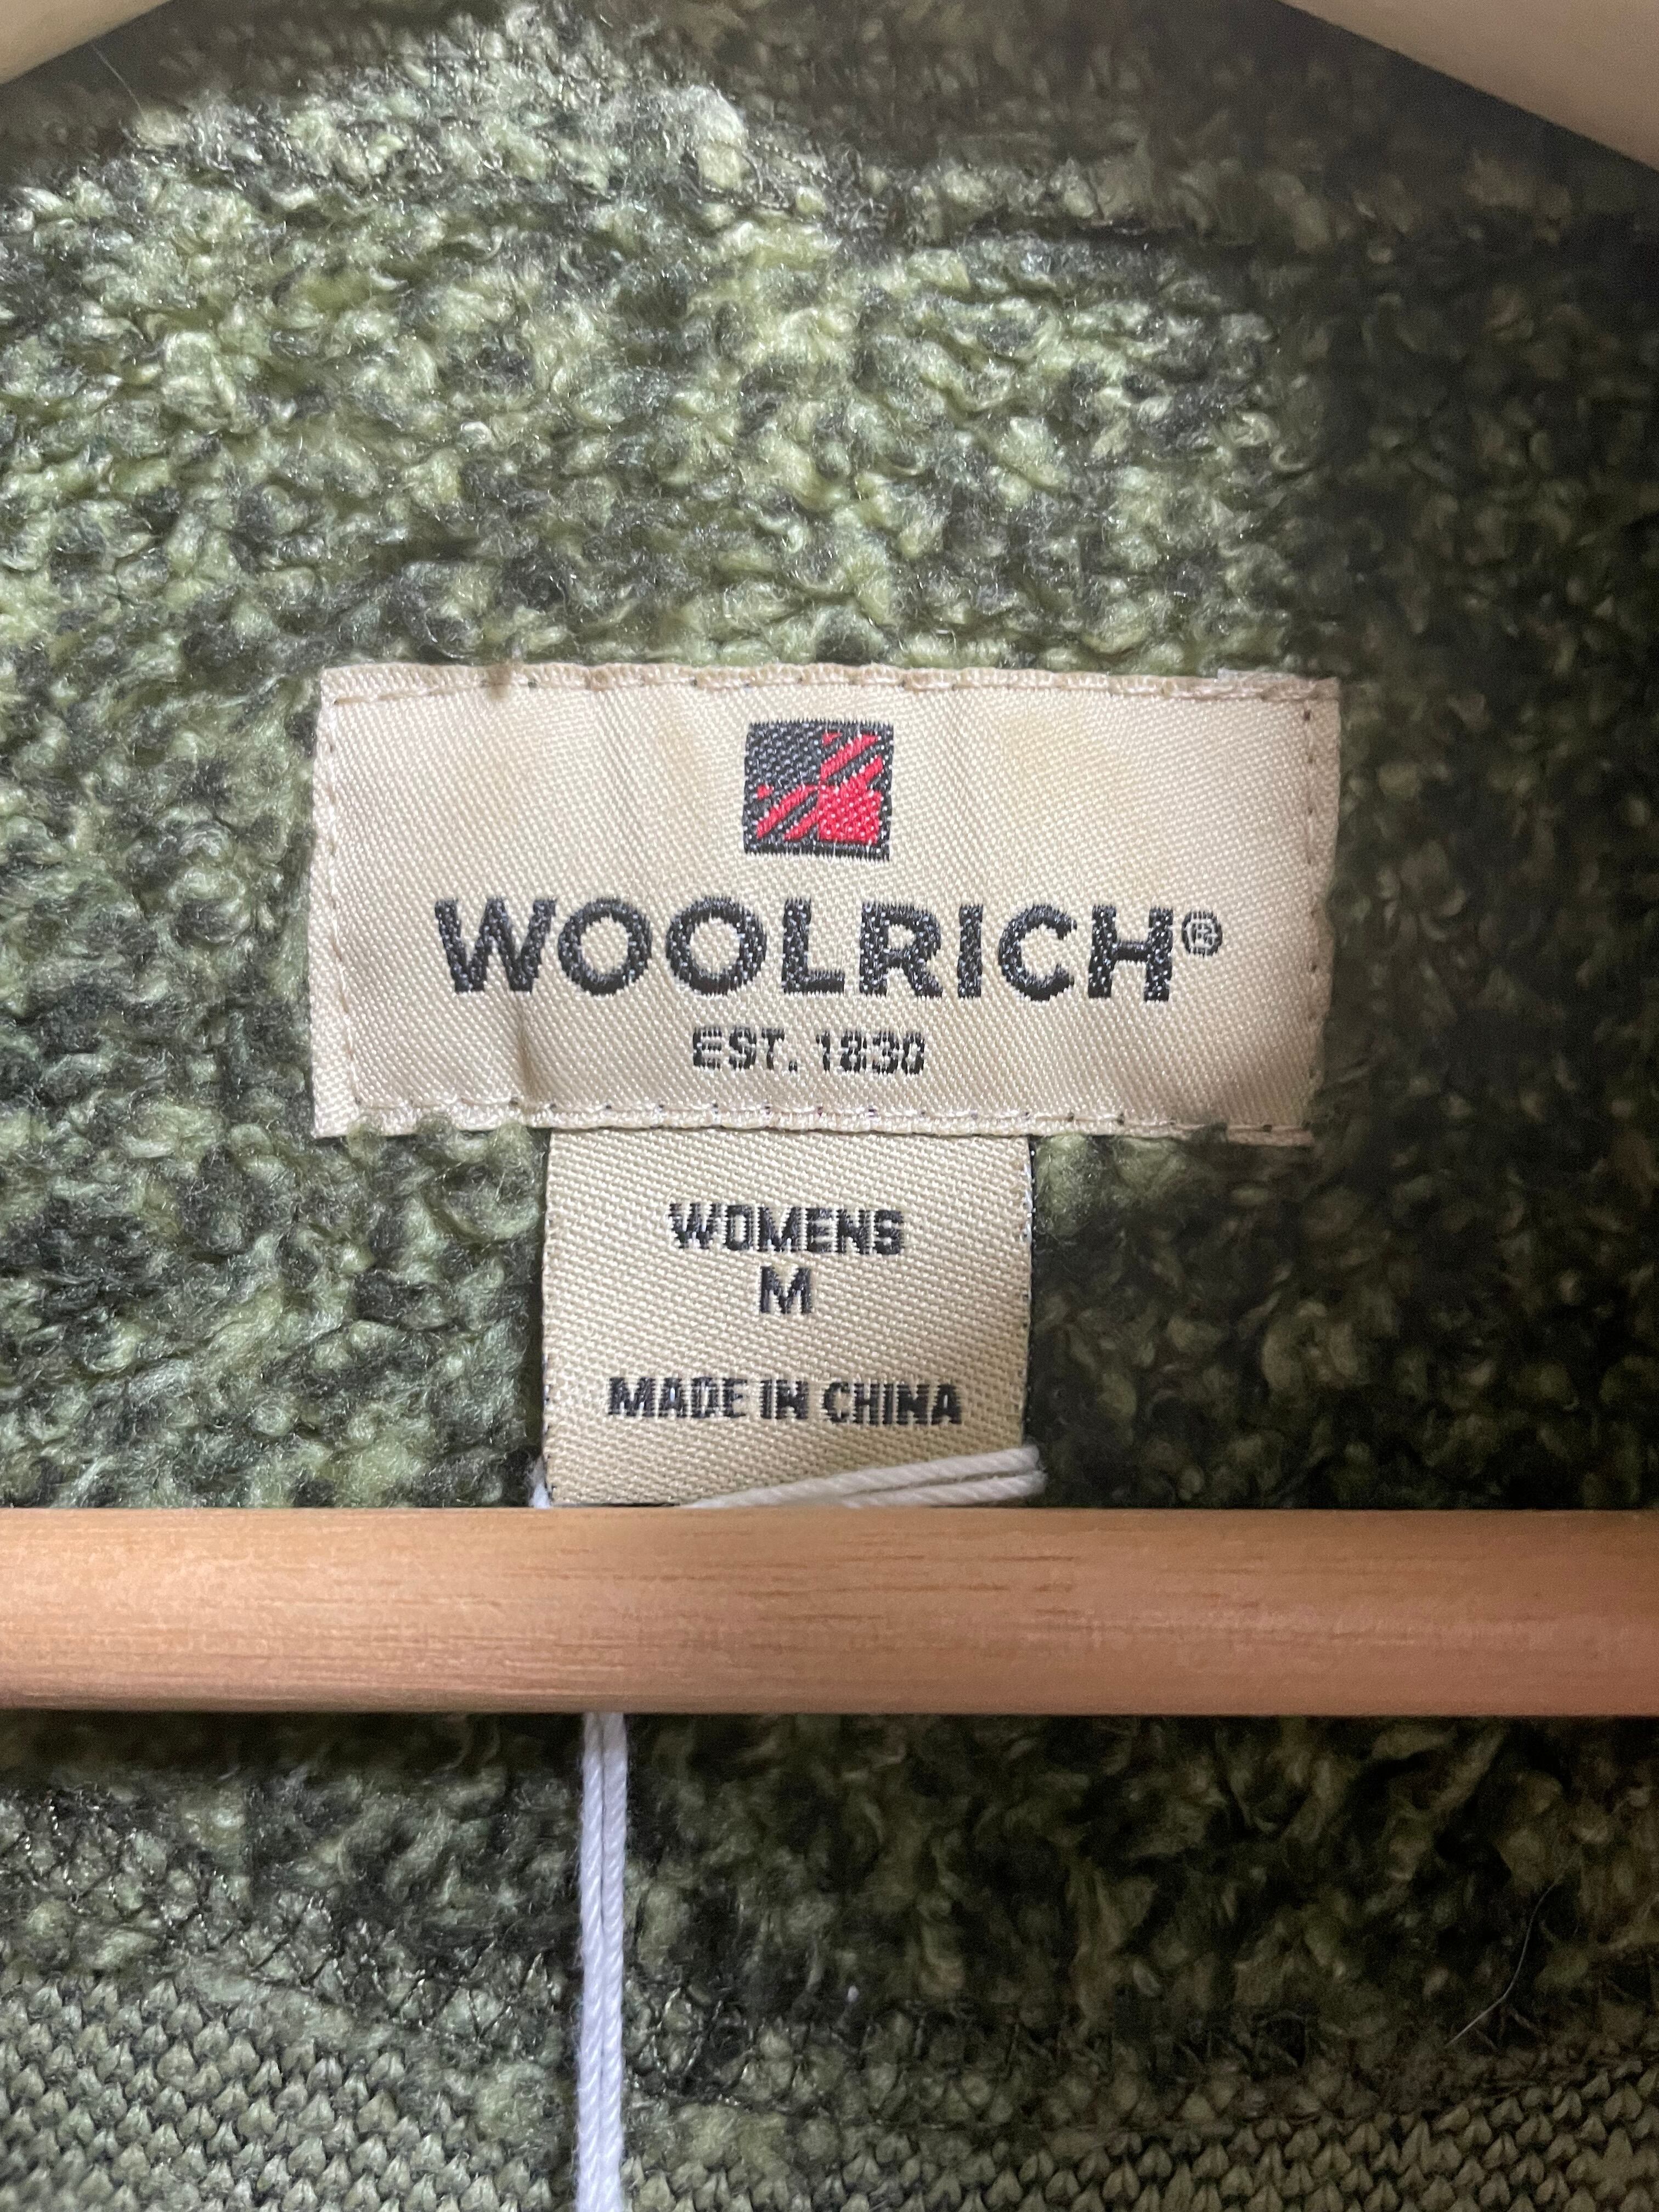 WOOLRICH®
EST. 1830
WOMENS
M
MADE IN CHINA